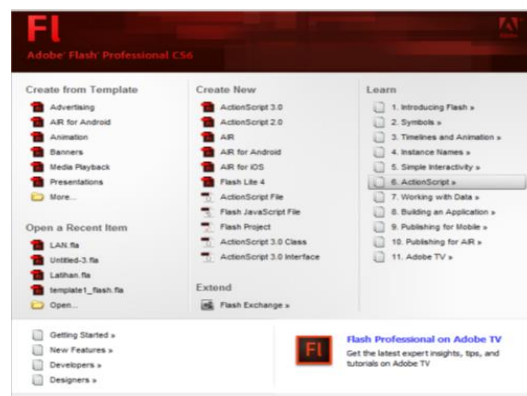 Fl
Adobe
Adobe® Flash® Professional CS6
Create from Template
Advertising
AIR for Android
Animation
Banners
Media Playback
Presentations
More...
Open a Recent Item
LAN.fla
Untitled-3.fla
Latihan.fla
template1_flash.fla
Open...
Create New
ActionScript 3.0
ActionScript 2.0
AIR
AIR for Android
AIR for iOS
Flash Lite 4
ActionScript File
Flash JavaScript File
Flash Project
ActionScript 3.0 Class
ActionScript 3.0 Interface
Extend
Flash Exchange »
Learn
1. Introducing Flash »
2. Symbols »
3. Timelines and Animation »
4. Instance Names »
5. Simple Interactivity »
6. ActionScript »
7. Working with Data »
8. Building an Application »
9. Publishing for Mobile »
10. Publishing for AIR »
11. Adobe TV »
Getting Started »
New Features »
Developers »
Designers »
Fl
Flash Professional on Adobe TV
Get the latest expert insights, tips, and
tutorials on Adobe TV